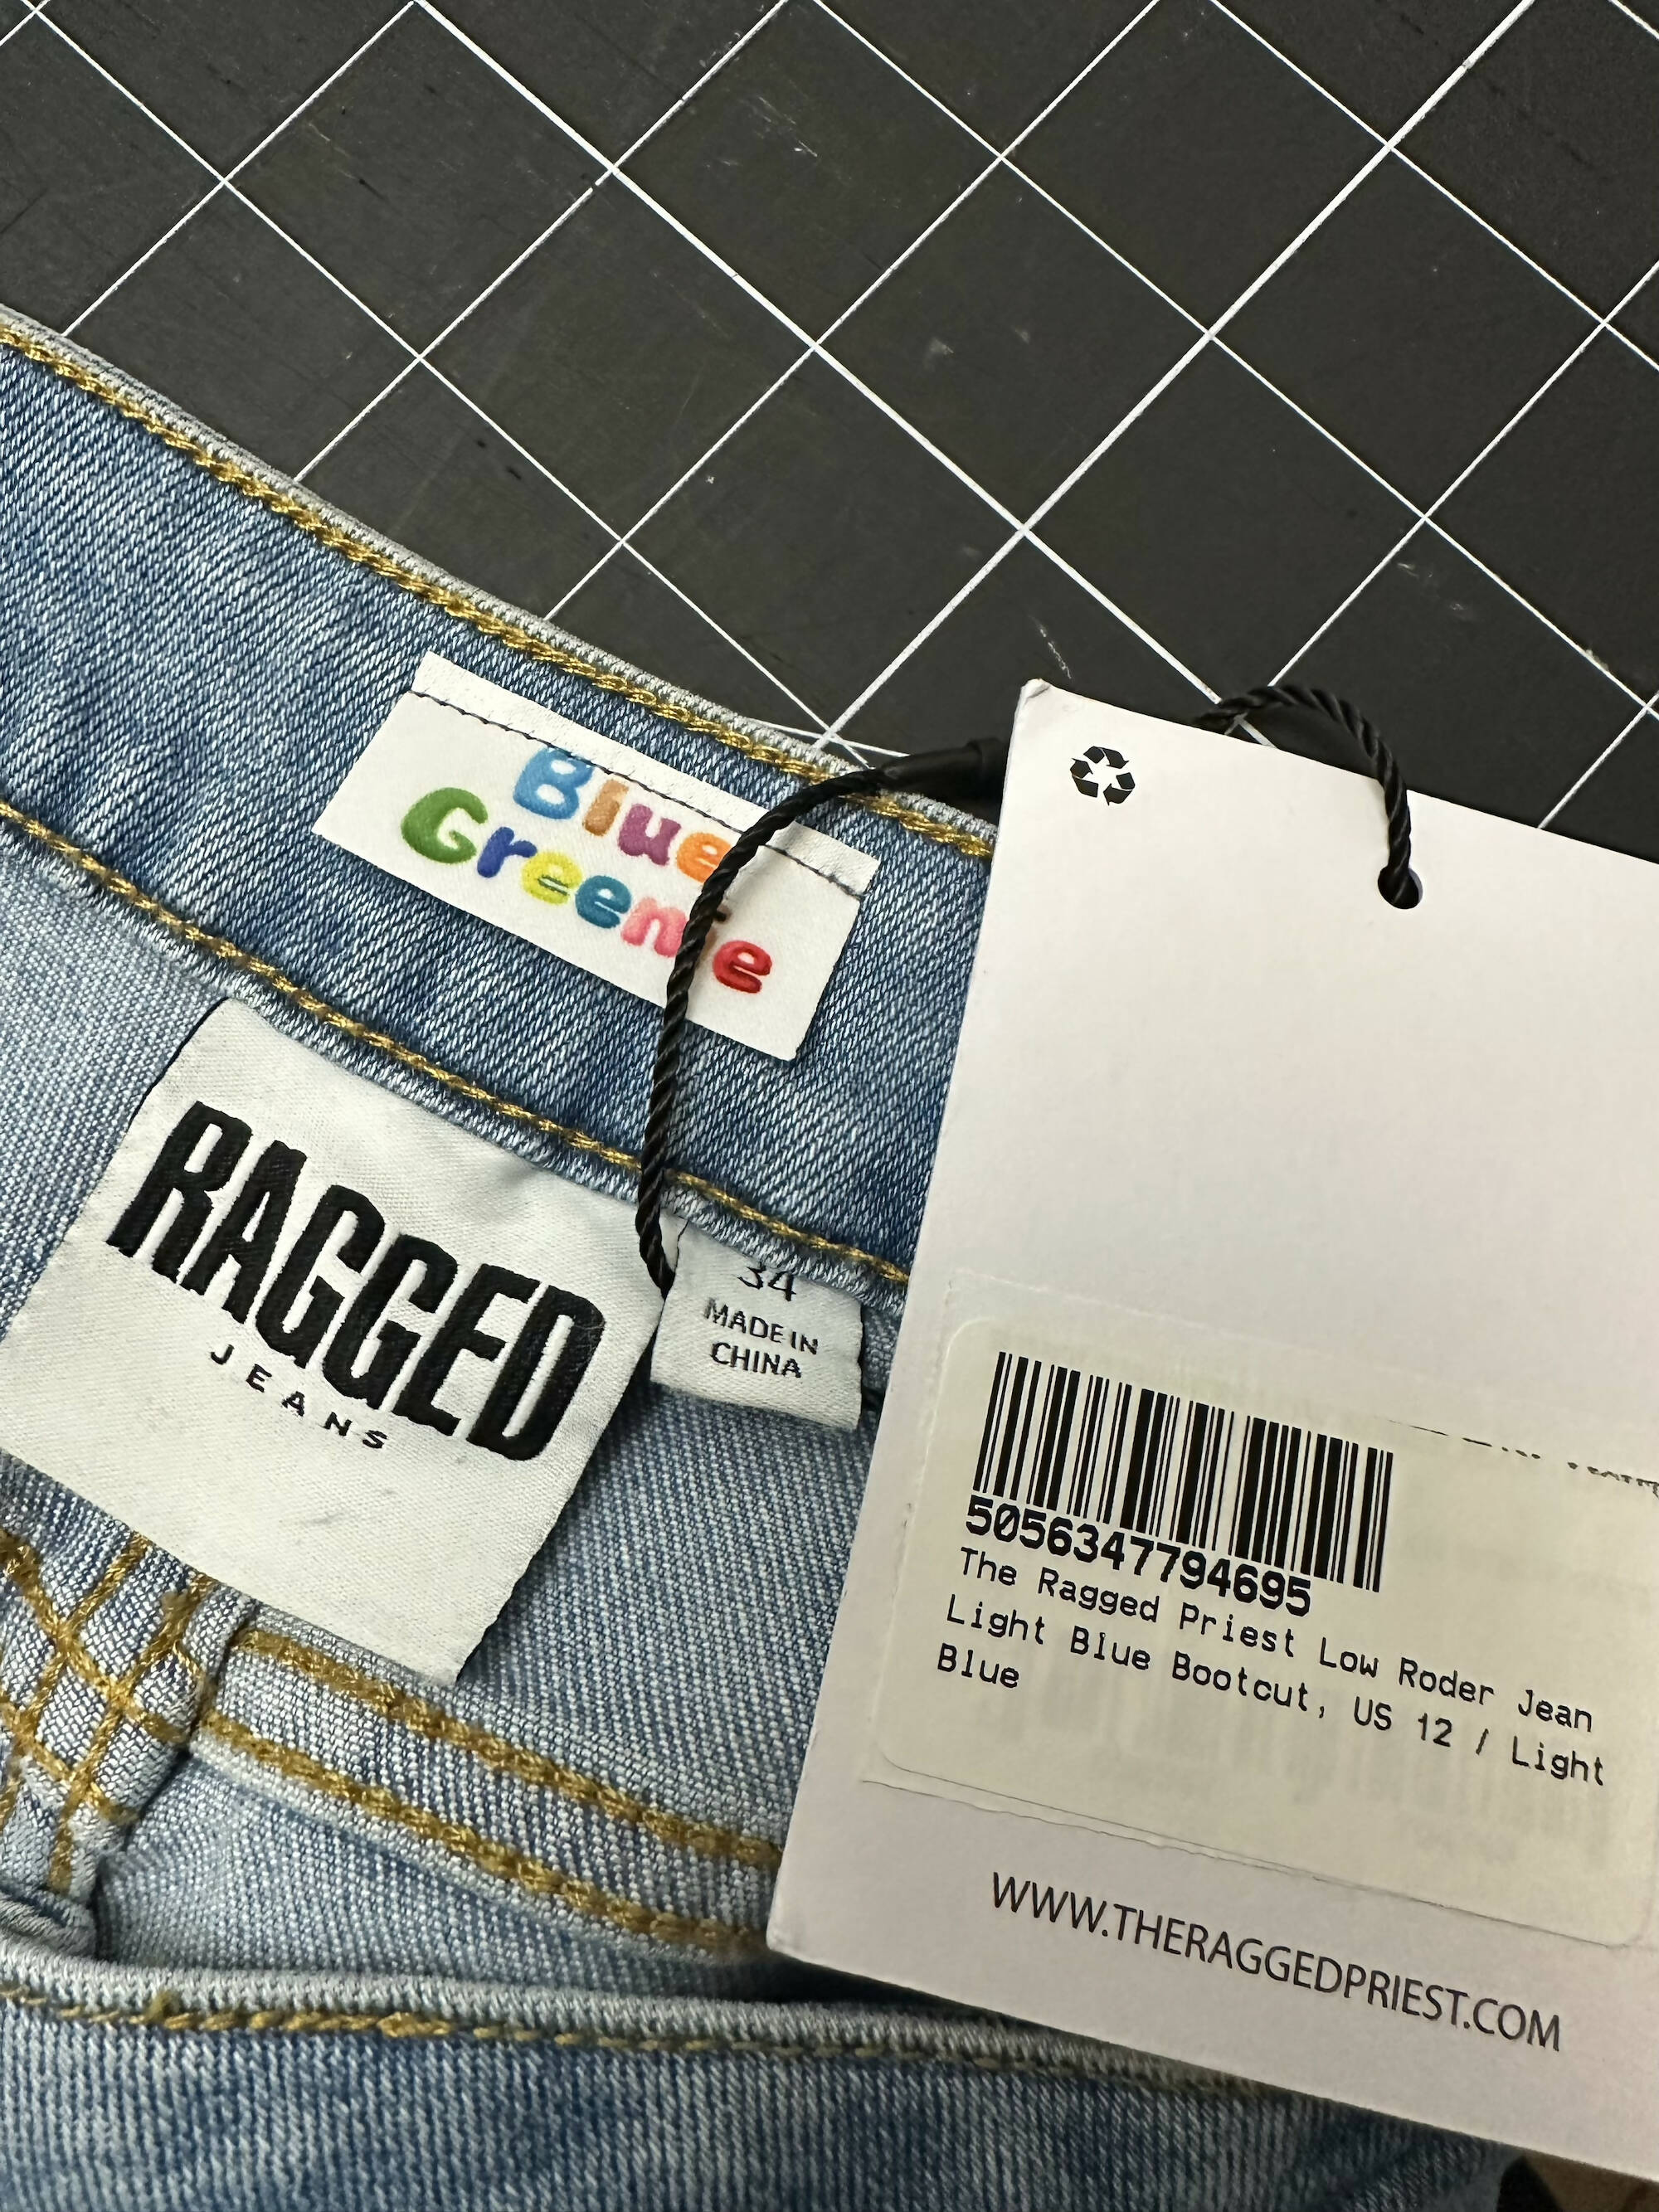 Blue
RAGGED
JEANS
34
MADE IN
CHINA
5056347794695
The Ragged Priest Low Roder Jean
Light Blue Bootcut, US 12 / Light
Blue
WWW.THERAGGEDPRIEST.COM